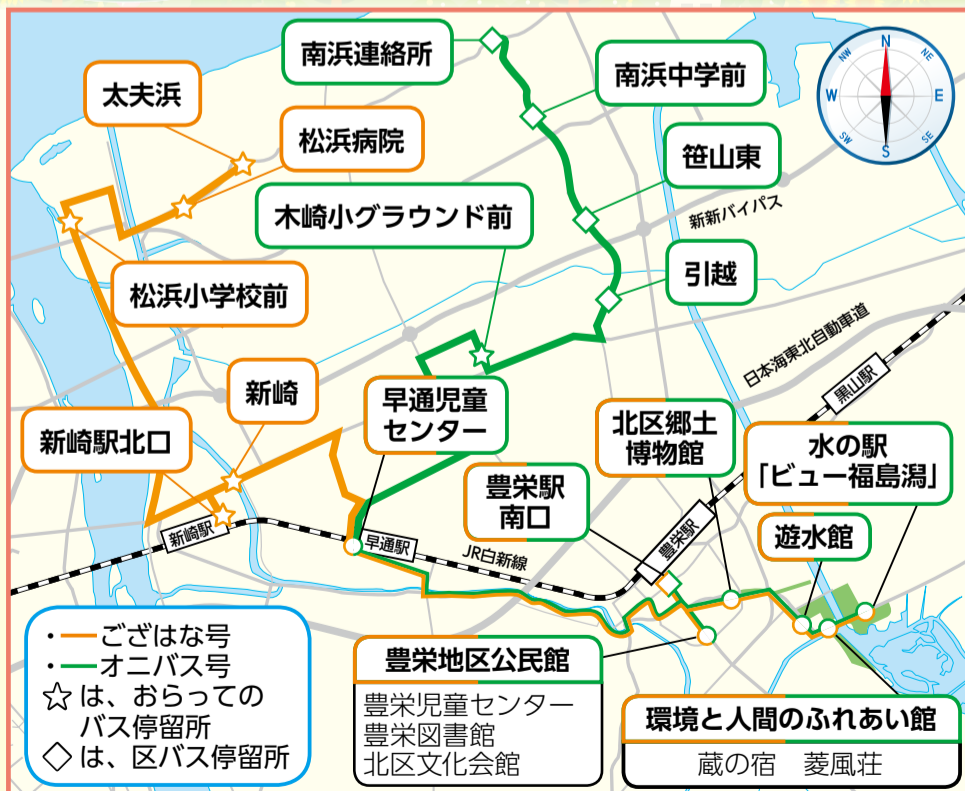 南浜連絡所
太夫浜
南浜中学前
N
NW
NE
W
E
SW
SE
S
松浜病院
笹山東
木崎小グラウンド前
新新バイパス
引越
松浜小学校前
日本海東北自動車道
黒山駅
新崎
早通児童
センター
北区郷土
博物館
水の駅
「ビュー福島潟」
新崎駅北口
豊栄駅
南口
豊栄駅
遊水館
新崎駅
早通駅
JR白新線
・ーござはな号
・ーオニバス号
☆は、おらっての
バス停留所
◇は、区バス停留所
豊栄地区公民館
豊栄児童センター
豊栄図書館
北区文化会館
環境と人間のふれあい館
蔵の宿 菱風荘